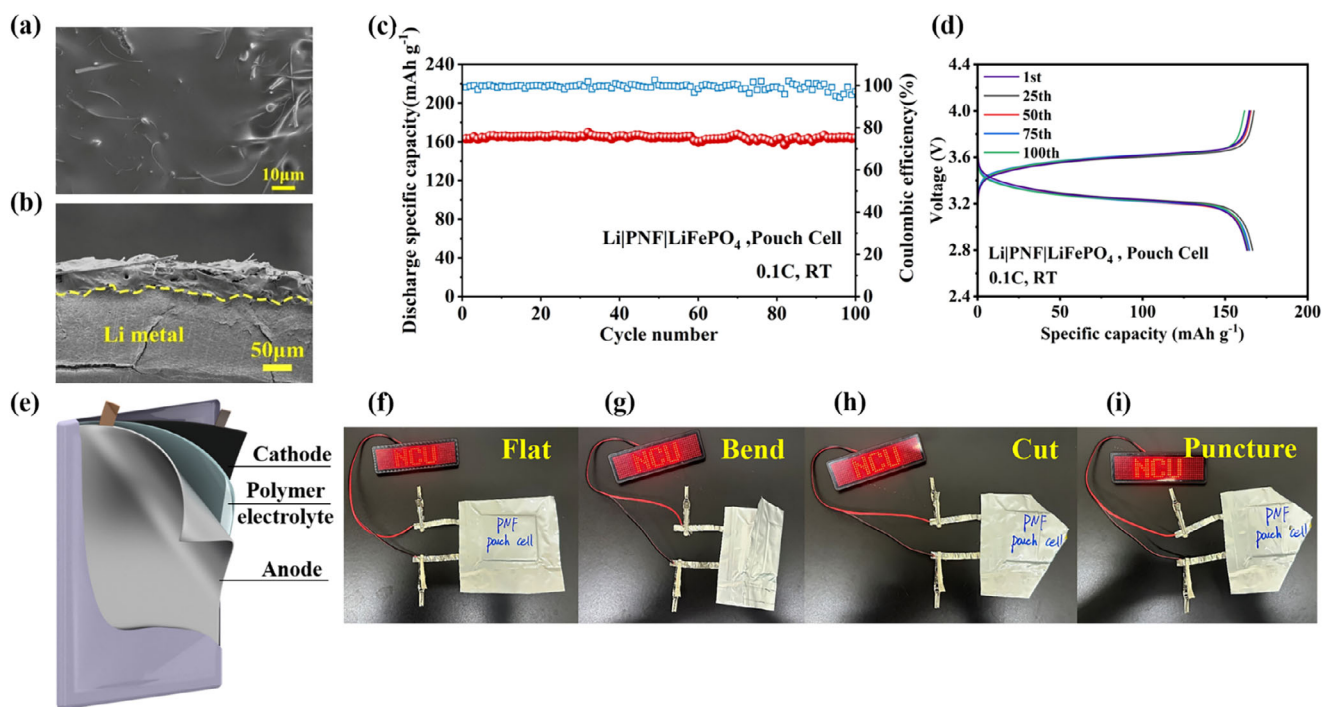 (a)
10μm
(b)
Li metal
50μm
(c)
Discharge specific capacity(mAh g-1)
240
210
180
160
120
80
40
0
0
20
40
60
80
100
Cycle number
100
80
60
40
20
0
Coulombic efficiency(%)
Li|PNF|LiFePO4 ,Pouch Cell
0.1C, RT
(d)
Voltage (V)
4.4
4.0
3.6
3.2
2.8
2.4
0
50
100
150
200
Specific capacity (mAh g-1)
1st
25th
50th
75th
100th
Li|PNF|LiFePO4 , Pouch Cell
0.1C, RT
(e)
Cathode
Polymer
electrolyte
Anode
(f)
Flat
NCU
PNF
pouch cell
(g)
Bend
NCU
(h)
Cut
NCU
PNF
pouch cell
(i)
Puncture
NCU
PNF
pouch cell